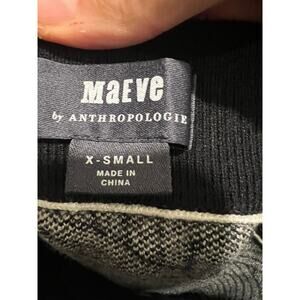 MaEve
by ANTHROPOLOGIE
X-SMALL
MADE IN
CHINA